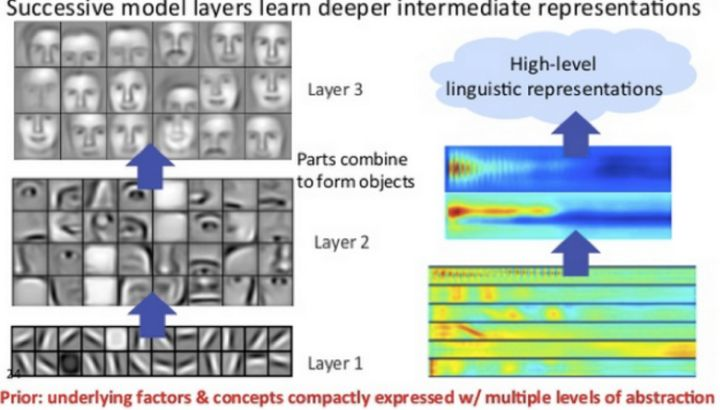 Successive model layers learn deeper intermediate representations
Layer 3
High-level
linguistic representations
Parts combine
to form objects
Layer 2
Layer 1
Prior: underlying factors & concepts compactly expressed w/ multiple levels of abstraction